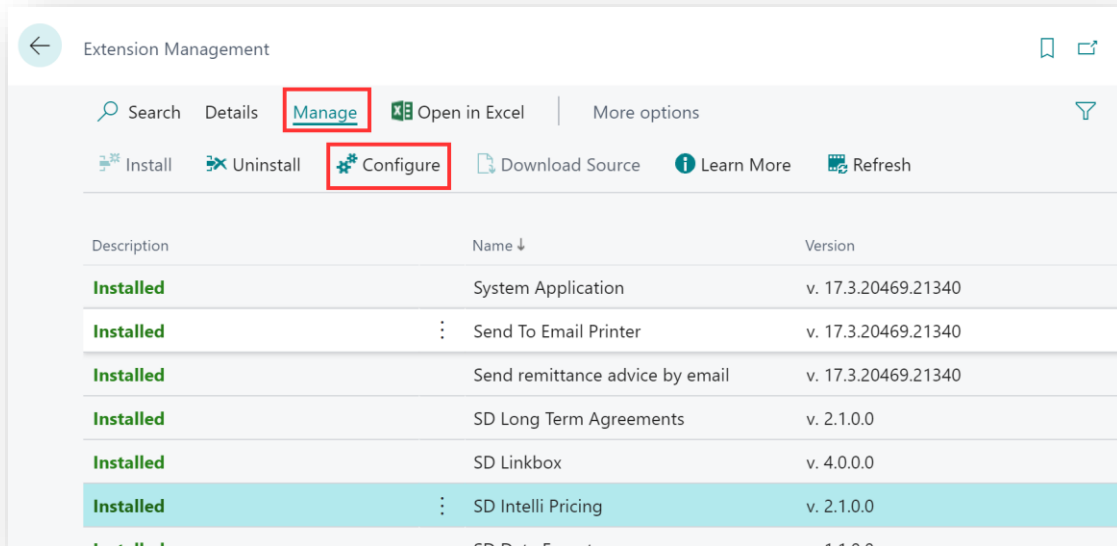 Extension Management
Search Details Manage Open in Excel More options
Install Uninstall Configure Download Source Learn More Refresh
Description Name ↓ Version
Installed System Application v. 17.3.20469.21340
Installed Send To Email Printer v. 17.3.20469.21340
Installed Send remittance advice by email v. 17.3.20469.21340
Installed SD Long Term Agreements v. 2.1.0.0
Installed SD Linkbox v. 4.0.0.0
Installed SD Intelli Pricing v. 2.1.0.0